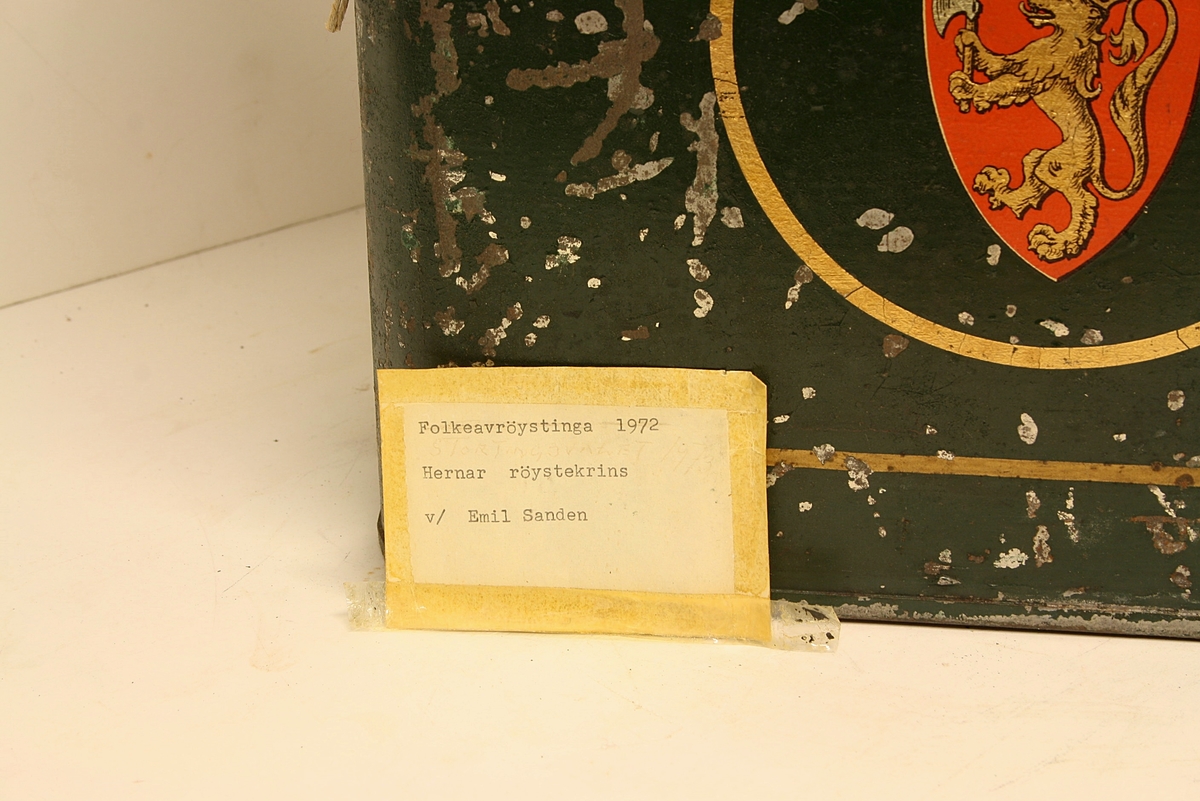 Folkeavröystinga 1972
Hernar röystekrins
v/ Emil Sanden